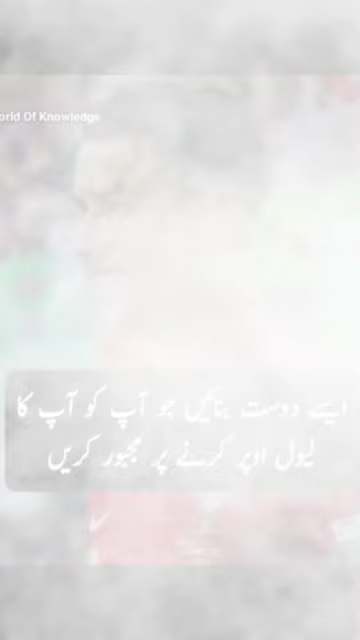 orld Of Knowledge
ایسے دوست بنائیں جو آپ کو آپ کا
لیول اوپر کرنے پر مجبور کریں